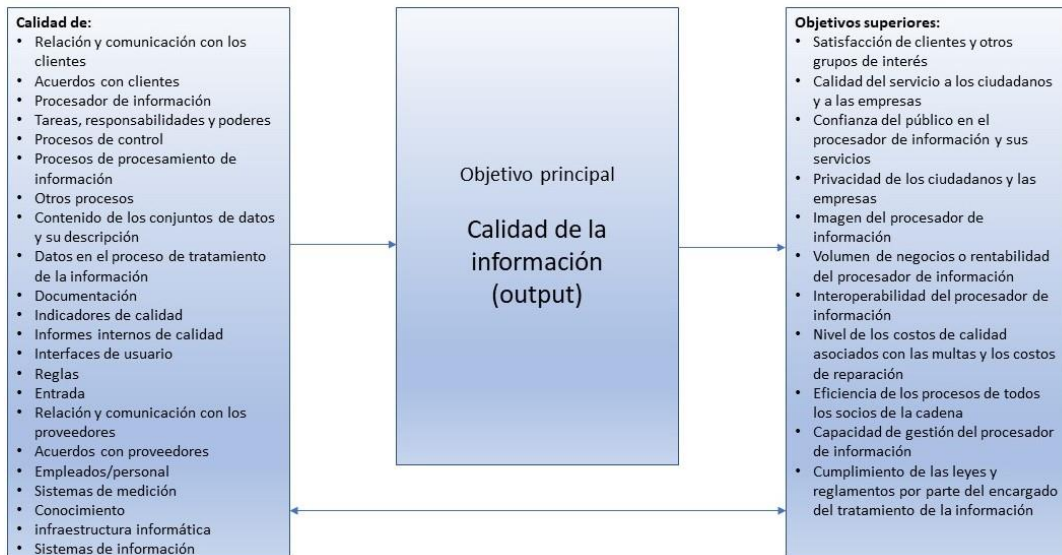 Calidad de:
• Relación y comunicación con los
clientes
• Acuerdos con clientes
• Procesador de información
• Tareas, responsabilidades y poderes
• Procesos de control
• Procesos de procesamiento de
información
• Otros procesos
• Contenido de los conjuntos de datos
y su descripción
• Datos en el proceso de tratamiento
de la información
• Documentación
• Indicadores de calidad
• Informes internos de calidad
• Interfaces de usuario
• Reglas
• Entrada
• Relación y comunicación con los
proveedores
• Acuerdos con proveedores
• Empleados/personal
• Sistemas de medición
• Conocimiento
• infraestructura informática
• Sistemas de información
Objetivo principal
Calidad de la
información
(output)
Objetivos superiores:
• Satisfacción de clientes y otros
grupos de interés
• Calidad del servicio a los ciudadanos
y a las empresas
• Confianza del público en el
procesador de información y sus
servicios
• Privacidad de los ciudadanos y las
empresas
• Imagen del procesador de
información
• Volumen de negocios o rentabilidad
del procesador de información
• Interoperabilidad del procesador de
información
• Nivel de los costos de calidad
asociados con las multas y los costos
de reparación
• Eficiencia de los procesos de todos
los socios de la cadena
• Capacidad de gestión del procesador
de información
• Cumplimiento de las leyes y
reglamentos por parte del encargado
del tratamiento de la información